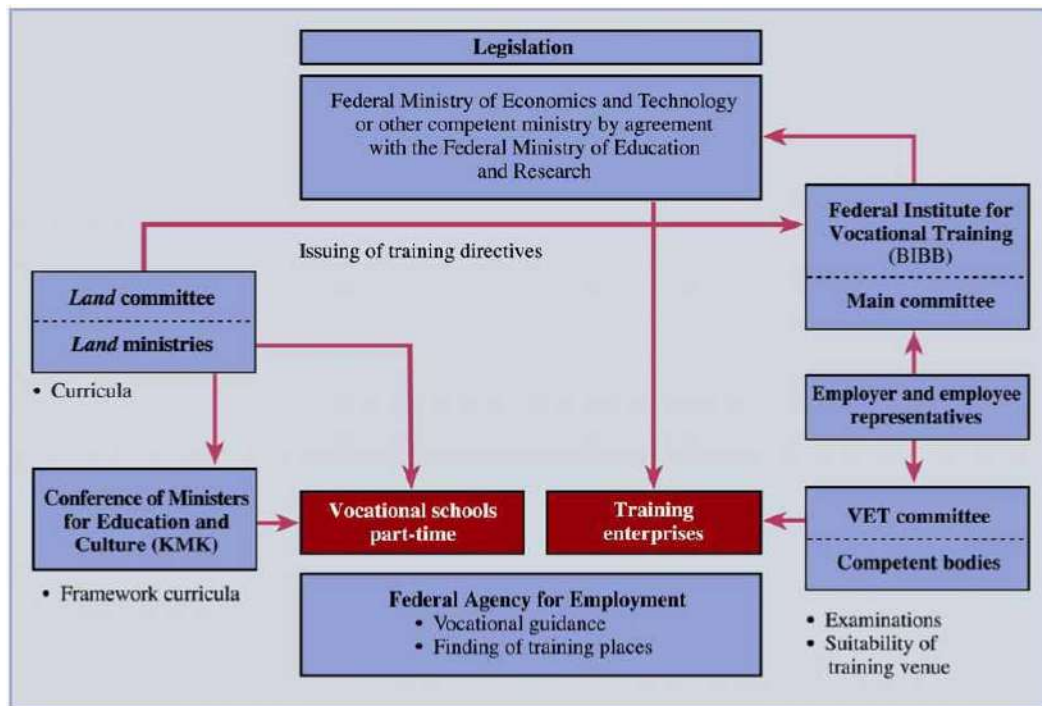 Legislation
Federal Ministry of Economics and Technology
or other competent ministry by agreement
with the Federal Ministry of Education
and Research
Federal Institute for
Vocational Training
(BIBB)
Main committee
Issuing of training directives
Land committee
Land ministries
• Curricula
Employer and employee
representatives
Conference of Ministers
for Education and
Culture (KMK)
• Framework curricula
Vocational schools
part-time
Training
enterprises
VET committee
Competent bodies
• Examinations
• Suitability of
training venue
Federal Agency for Employment
• Vocational guidance
• Finding of training places